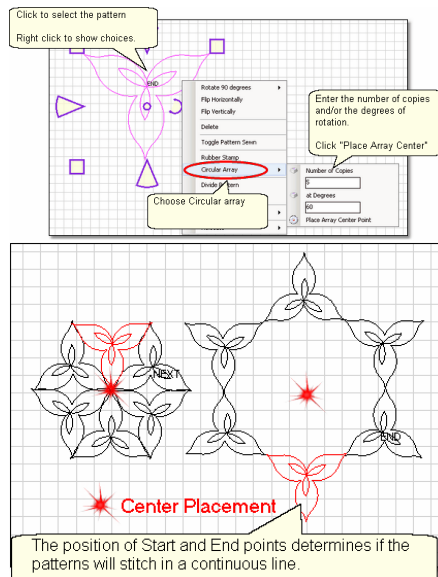 Click to select the pattern
Right click to show choices.
END
Rotate 90 degrees
Flip Horizontally
Flip Vertically
Delete
Toggle Pattern Sewn
Rubber Stamp
Circular Array
Divide Pattern
Choose Circular array
Enter the number of copies
and/or the degrees of
rotation.
Click "Place Array Center"
Number of Copies
5
at Degrees
60
Place Array Center Point
NEXT
END
Center Placement
The position of Start and End points determines if the
patterns will stitch in a continuous line.